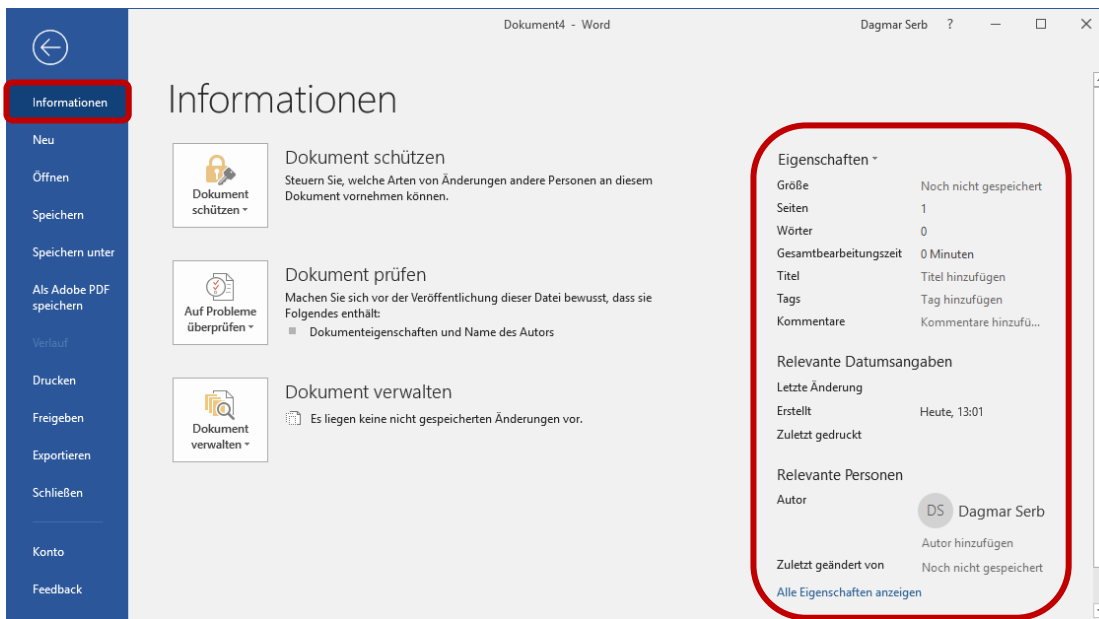 Dokument4 - Word
Dagmar Serb ?
Informationen
Neu
Öffnen
Speichern
Speichern unter
Als Adobe PDF
speichern
Verlauf
Drucken
Freigeben
Exportieren
Schließen
Konto
Feedback
Informationen
Dokument
schützen
Dokument schützen
Steuern Sie, welche Arten von Änderungen andere Personen an diesem
Dokument vornehmen können.
Auf Probleme
überprüfen
Dokument prüfen
Machen Sie sich vor der Veröffentlichung dieser Datei bewusst, dass sie
Folgendes enthält:
Dokumenteigenschaften und Name des Autors
Dokument
verwalten
Dokument verwalten
Es liegen keine nicht gespeicherten Änderungen vor.
Eigenschaften
Größe Noch nicht gespeichert
Seiten 1
Wörter 0
Gesamtbearbeitungszeit 0 Minuten
Titel Titel hinzufügen
Tags Tag hinzufügen
Kommentare Kommentare hinzufü...
Relevante Datumsangaben
Letzte Änderung
Erstellt Heute, 13:01
Zuletzt gedruckt
Relevante Personen
Autor
DS Dagmar Serb
Autor hinzufügen
Zuletzt geändert von Noch nicht gespeichert
Alle Eigenschaften anzeigen